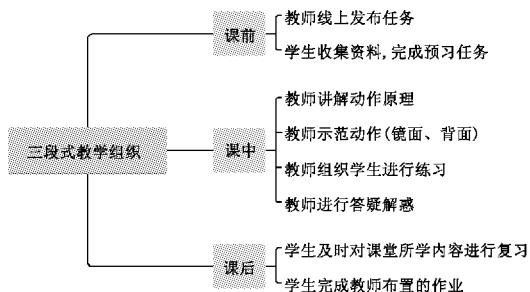 三段式教学组织
课前
教师线上发布任务
学生收集资料,完成预习任务
课中
教师讲解动作原理
教师示范动作(镜面、背面)
教师组织学生进行练习
教师进行答疑解惑
课后
学生及时对课堂所学内容进行复习
学生完成教师布置的作业